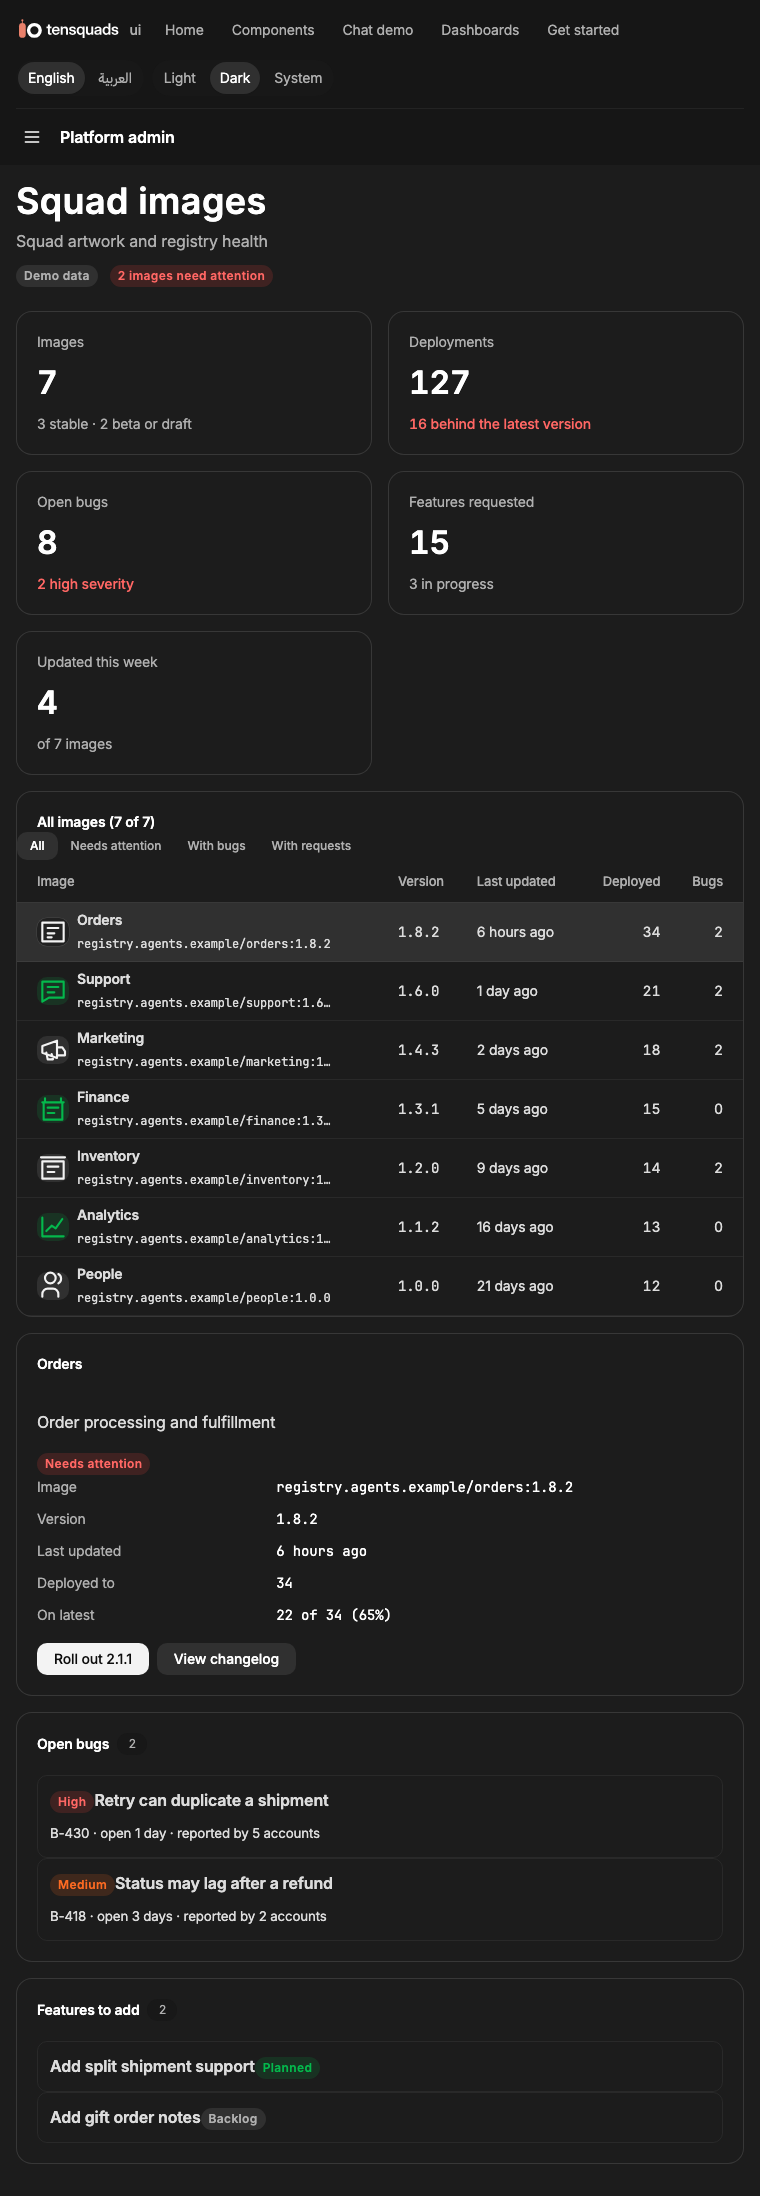 tensquads ui Home Components Chat demo Dashboards Get started
English العربية Light Dark System
Platform admin
Squad images
Squad artwork and registry health
Demo data 2 images need attention
Images
7
3 stable · 2 beta or draft
Deployments
127
16 behind the latest version
Open bugs
8
2 high severity
Features requested
15
3 in progress
Updated this week
4
of 7 images
All images (7 of 7)
All Needs attention With bugs With requests
Image Version Last updated Deployed Bugs
Orders
registry.agents.example/orders:1.8.2 1.8.2 6 hours ago 34 2
Support
registry.agents.example/support:1.6… 1.6.0 1 day ago 21 2
Marketing
registry.agents.example/marketing:1… 1.4.3 2 days ago 18 2
Finance
registry.agents.example/finance:1.3… 1.3.1 5 days ago 15 0
Inventory
registry.agents.example/inventory:1… 1.2.0 9 days ago 14 2
Analytics
registry.agents.example/analytics:1… 1.1.2 16 days ago 13 0
People
registry.agents.example/people:1.0.0 1.0.0 21 days ago 12 0
Orders
Order processing and fulfillment
Needs attention
Image registry.agents.example/orders:1.8.2
Version 1.8.2
Last updated 6 hours ago
Deployed to 34
On latest 22 of 34 (65%)
Roll out 2.1.1 View changelog
Open bugs 2
High Retry can duplicate a shipment
B-430 · open 1 day · reported by 5 accounts
Medium Status may lag after a refund
B-418 · open 3 days · reported by 2 accounts
Features to add 2
Add split shipment support Planned
Add gift order notes Backlog